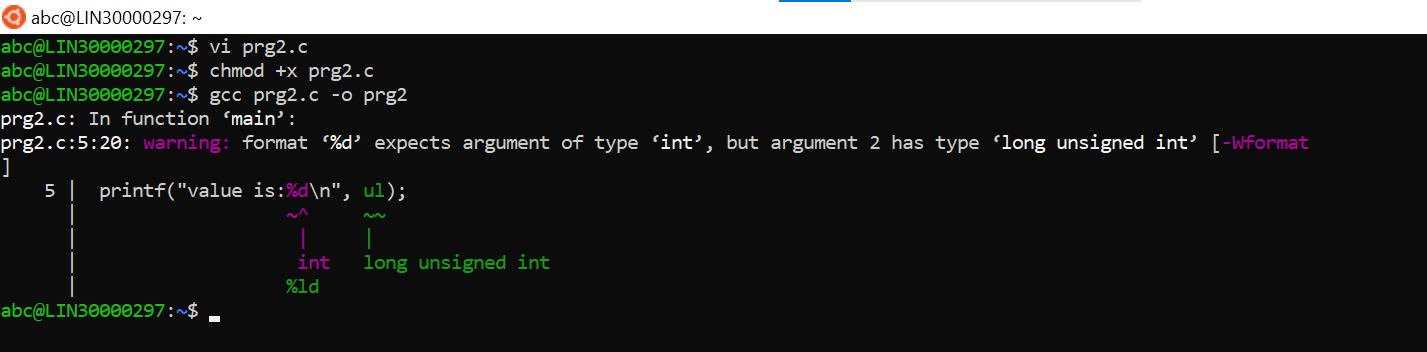 abc@LIN30000297: ~
abc@LIN30000297:~$ vi prg2.c
abc@LIN30000297:~$ chmod +x prg2.c
abc@LIN30000297:~$ gcc prg2.c -o prg2
prg2.c: In function ‘main’:
prg2.c:5:20: warning: format ‘%d’ expects argument of type ‘int’, but argument 2 has type ‘long unsigned int’ [-Wformat
]
    5 |  printf("value is:%d\n", ul);
      |                   ~^     ~~
      |                    |     |
      |                    int   long unsigned int
      |                   %ld
abc@LIN30000297:~$